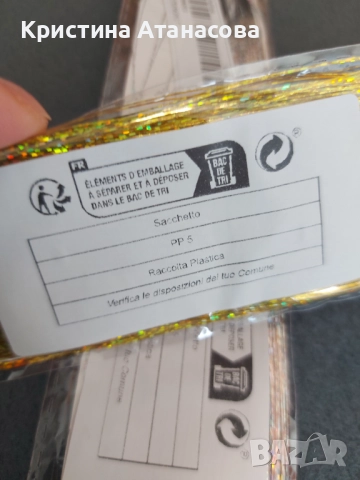 Кристина Атанасова
FR
ÉLÉMENTS D'EMBALLAGE
À SÉPARER ET À DÉPOSER
DANS LE BAC DE TRI
BAC
DE
TRI
Sacchetto
PP 5
Raccolta Plastica
Verifica le disposizioni del tuo Comune
BAZAR